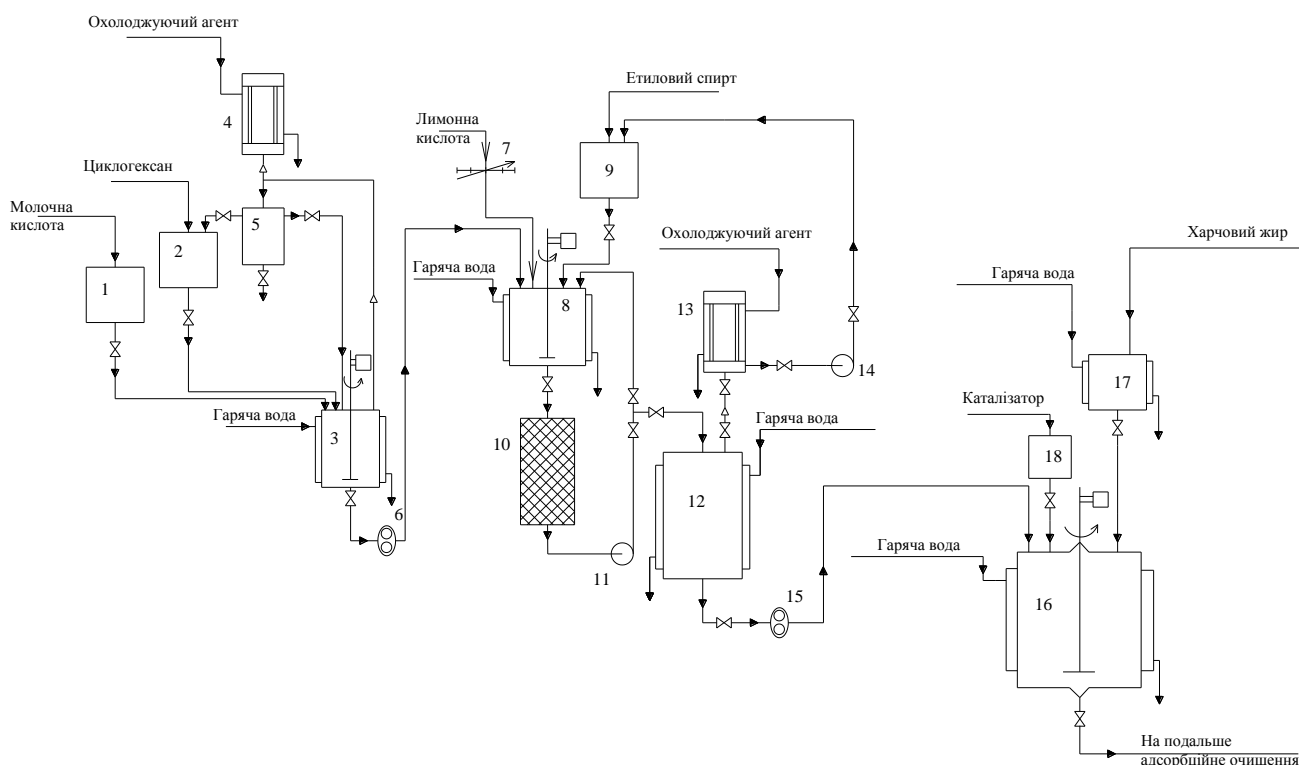 Охолоджуючий агент
4
Циклогексан
Молочна
кислота
1
2
5
Гаряча вода
3
6
Лимонна
кислота
7
Етиловий спирт
9
Гаряча вода
8
10
11
Охолоджуючий агент
13
14
Гаряча вода
12
15
Харчовий жир
Гаряча вода
17
Каталізатор
18
Гаряча вода
16
На подальше
адсорбційне очищення